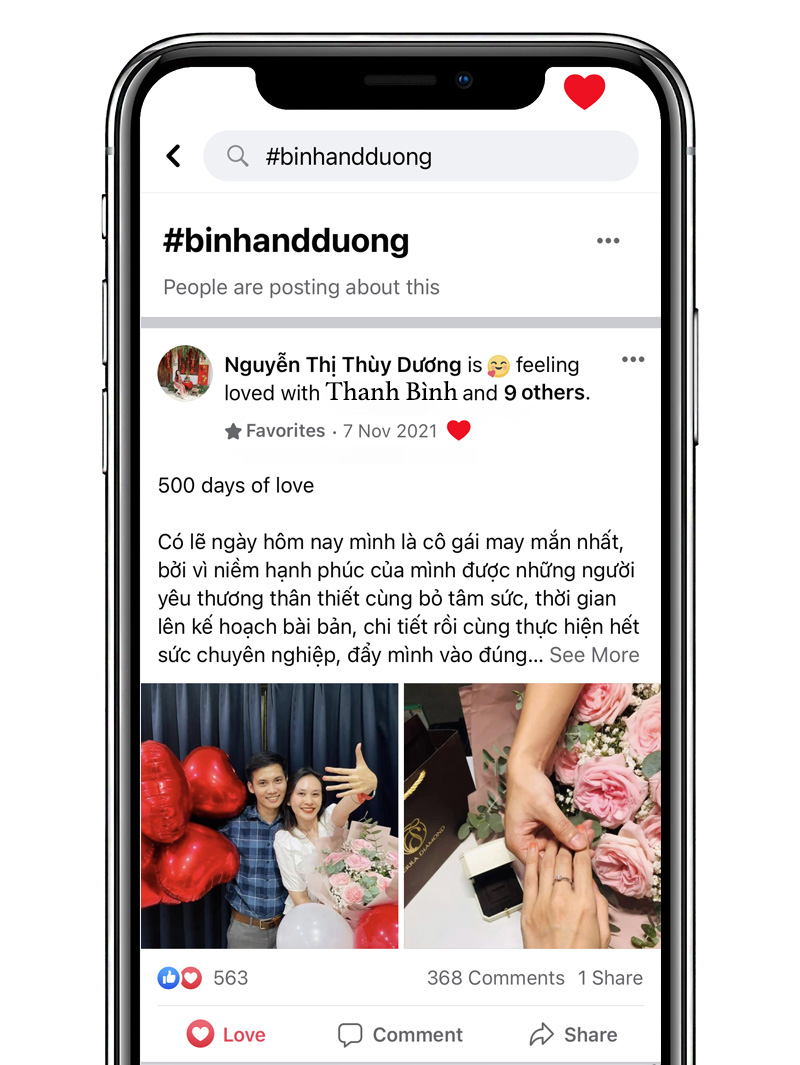 #binhandduong
#binhandduong
People are posting about this
Nguyễn Thị Thùy Dương is 🥰 feeling
loved with Thanh Bình and 9 others.
Favorites · 7 Nov 2021
500 days of love
Có lẽ ngày hôm nay mình là cô gái may mắn nhất,
bởi vì niềm hạnh phúc của mình được những người
yêu thương thân thiết cùng bỏ tâm sức, thời gian
lên kế hoạch bài bản, chi tiết rồi cùng thực hiện hết
sức chuyên nghiệp, đẩy mình vào đúng... See More
DIAMOND
563
368 Comments 1 Share
Love Comment Share